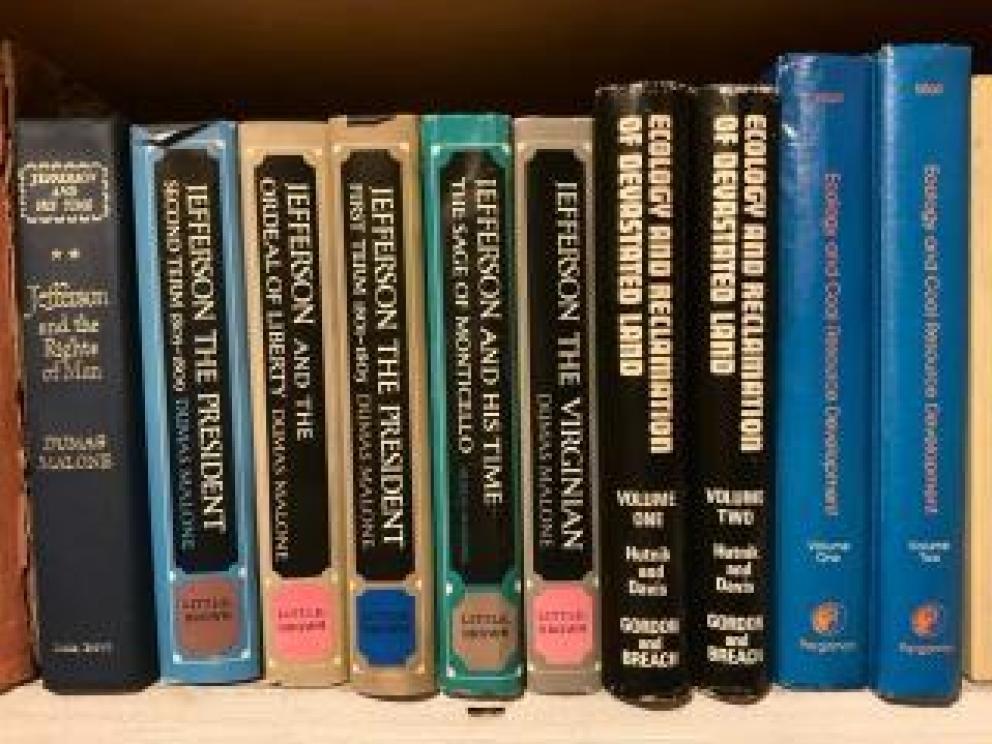 JEFFERSON
AND
HIS TIME
Jefferson
and the
Rights
of Man
DUMAS
MALONE
JEFFERSON THE PRESIDENT
SECOND TERM 1805-1809 DUMAS MALONE
LITTLE,
BROWN
JEFFERSON AND THE
ORDEAL OF LIBERTY DUMAS MALONE
LITTLE,
BROWN
JEFFERSON THE PRESIDENT
FIRST TERM 1801-1805 DUMAS MALONE
LITTLE,
BROWN
JEFFERSON AND HIS TIME
THE SAGE OF MONTICELLO
LITTLE,
BROWN
JEFFERSON THE VIRGINIAN
DUMAS MALONE
LITTLE,
BROWN
ECOLOGY AND RECLAMATION
OF DEVASTATED LAND
VOLUME
ONE
Hutnik
and
Davis
GORDON
and
BREACH
ECOLOGY AND RECLAMATION
OF DEVASTATED LAND
VOLUME
TWO
Hutnik
and
Davis
GORDON
and
BREACH
Ecology and Coal Resource Development
Volume
One
Pergamon
Ecology and Coal Resource Development
Volume
Two
Pergamon